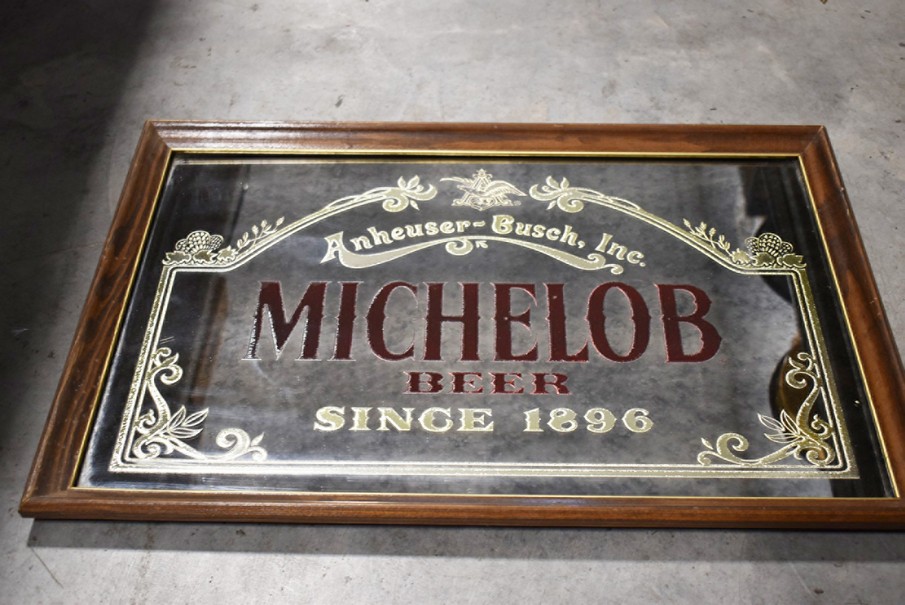 Anheuser-Busch, Inc.
MICHELOB
BEER
SINCE 1896